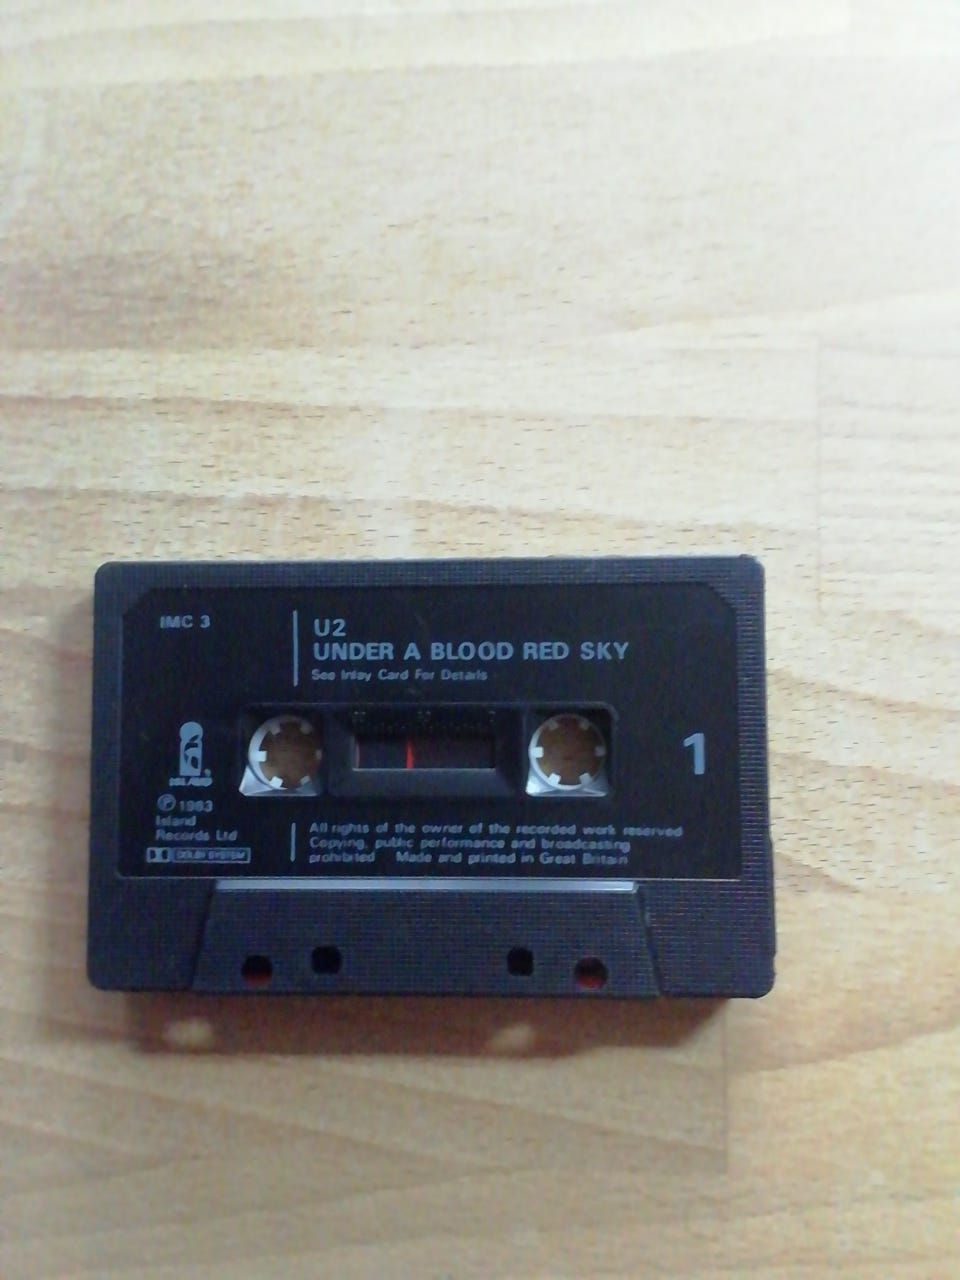 IMC 3
U2
UNDER A BLOOD RED SKY
See Inlay Card For Details
1
ISLAND
Ⓟ 1983
Island
Records Ltd
DOLBY SYSTEM
All rights of the owner of the recorded work reserved
Copying, public performance and broadcasting
prohibited Made and printed in Great Britain